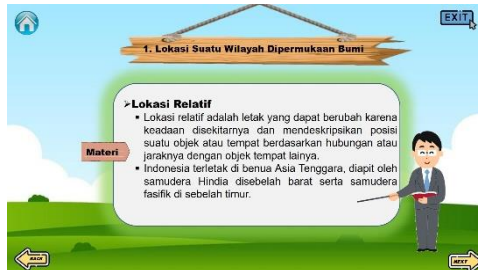 EXIT
1. Lokasi Suatu Wilayah Dipermukaan Bumi
➢Lokasi Relatif
▪ Lokasi relatif adalah letak yang dapat berubah karena
keadaan disekitarnya dan mendeskripsikan posisi
suatu objek atau tempat berdasarkan hubungan atau
jaraknya dengan objek tempat lainya.
▪ Indonesia terletak di benua Asia Tenggara, diapit oleh
samudera Hindia disebelah barat serta samudera
fasifik di sebelah timur.
Materi
BACK
NEXT